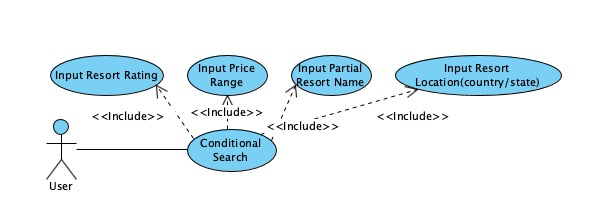 Input Resort Rating
Input Price
Range
Input Partial
Resort Name
Input Resort
Location(country/state)
<<Include>>
<<Include>>
<<Include>>
<<Include>>
Conditional
Search
User